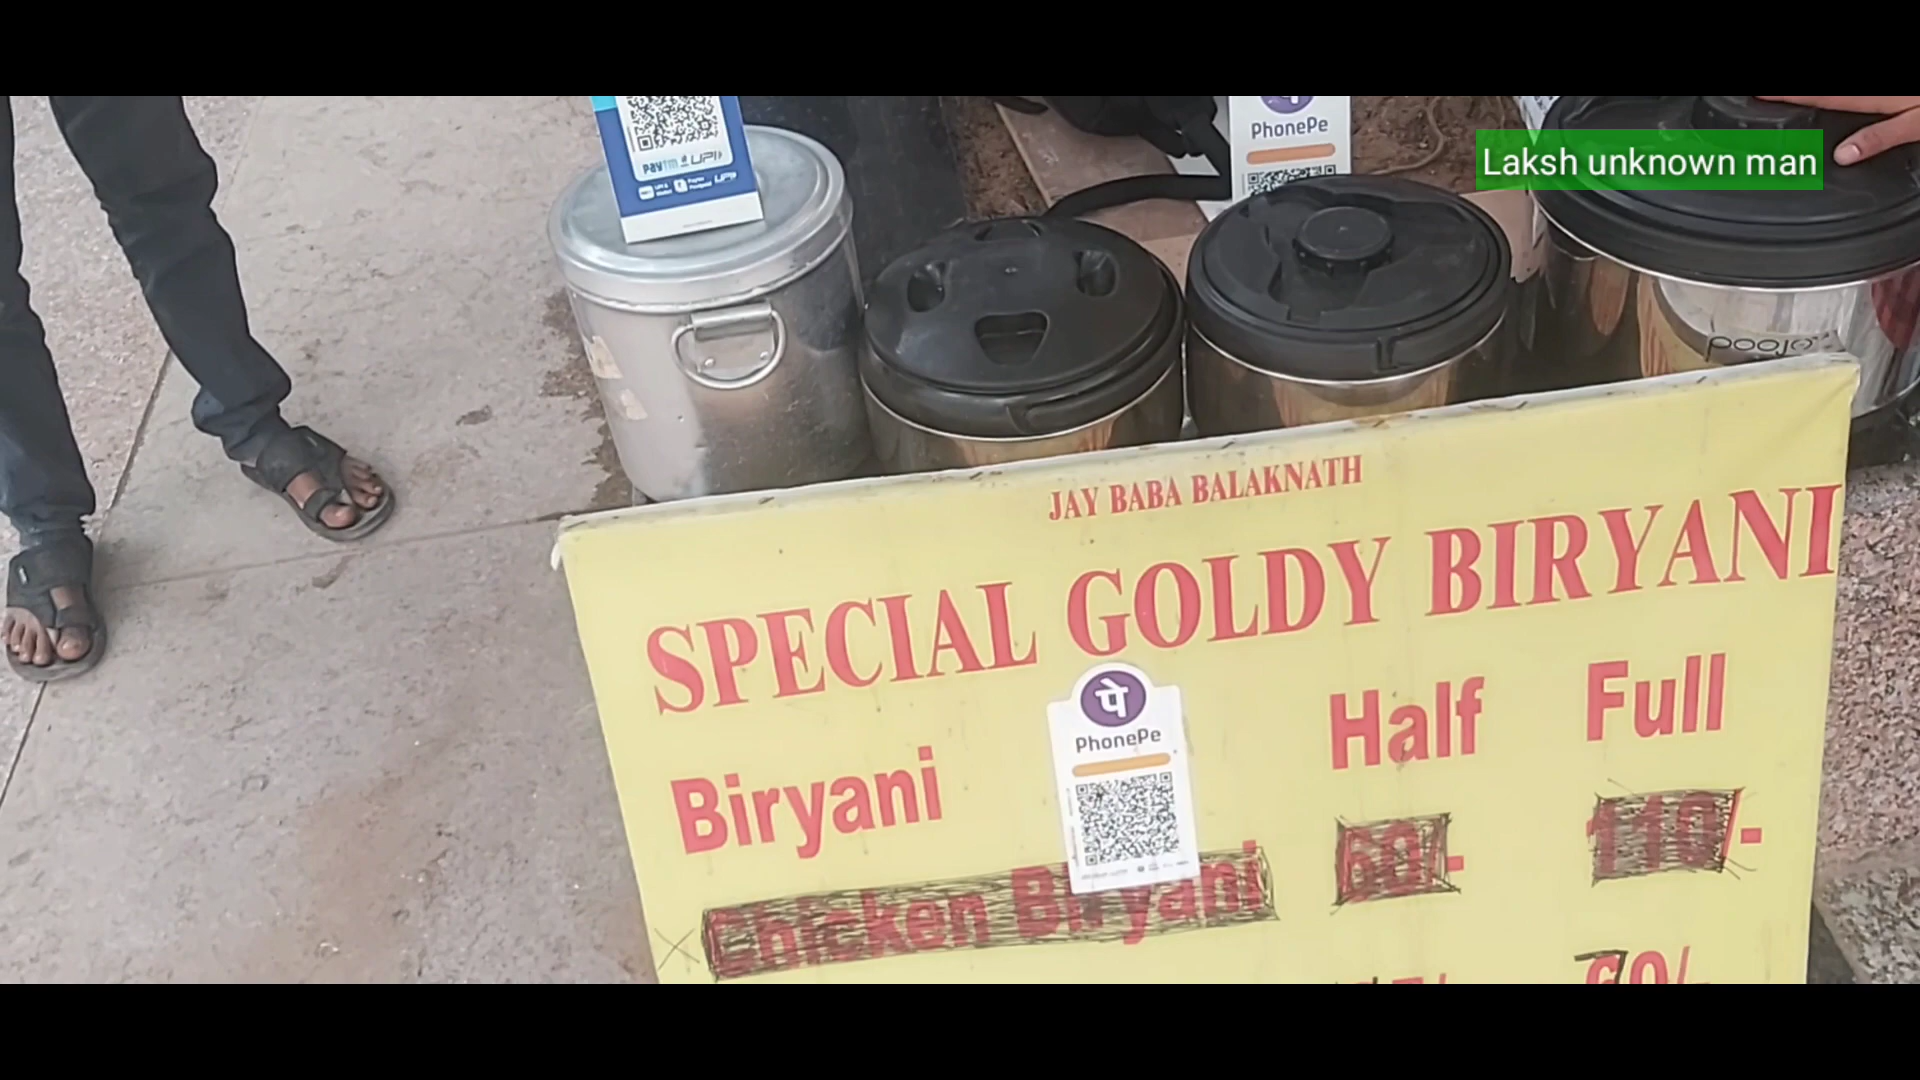 paytm UPI
PhonePe
Laksh unknown man
JAY BABA BALAKNATH
SPECIAL GOLDY BIRYANI
Biryani Half Full
पे
PhonePe
Chicken Biryani 60/- 110/-